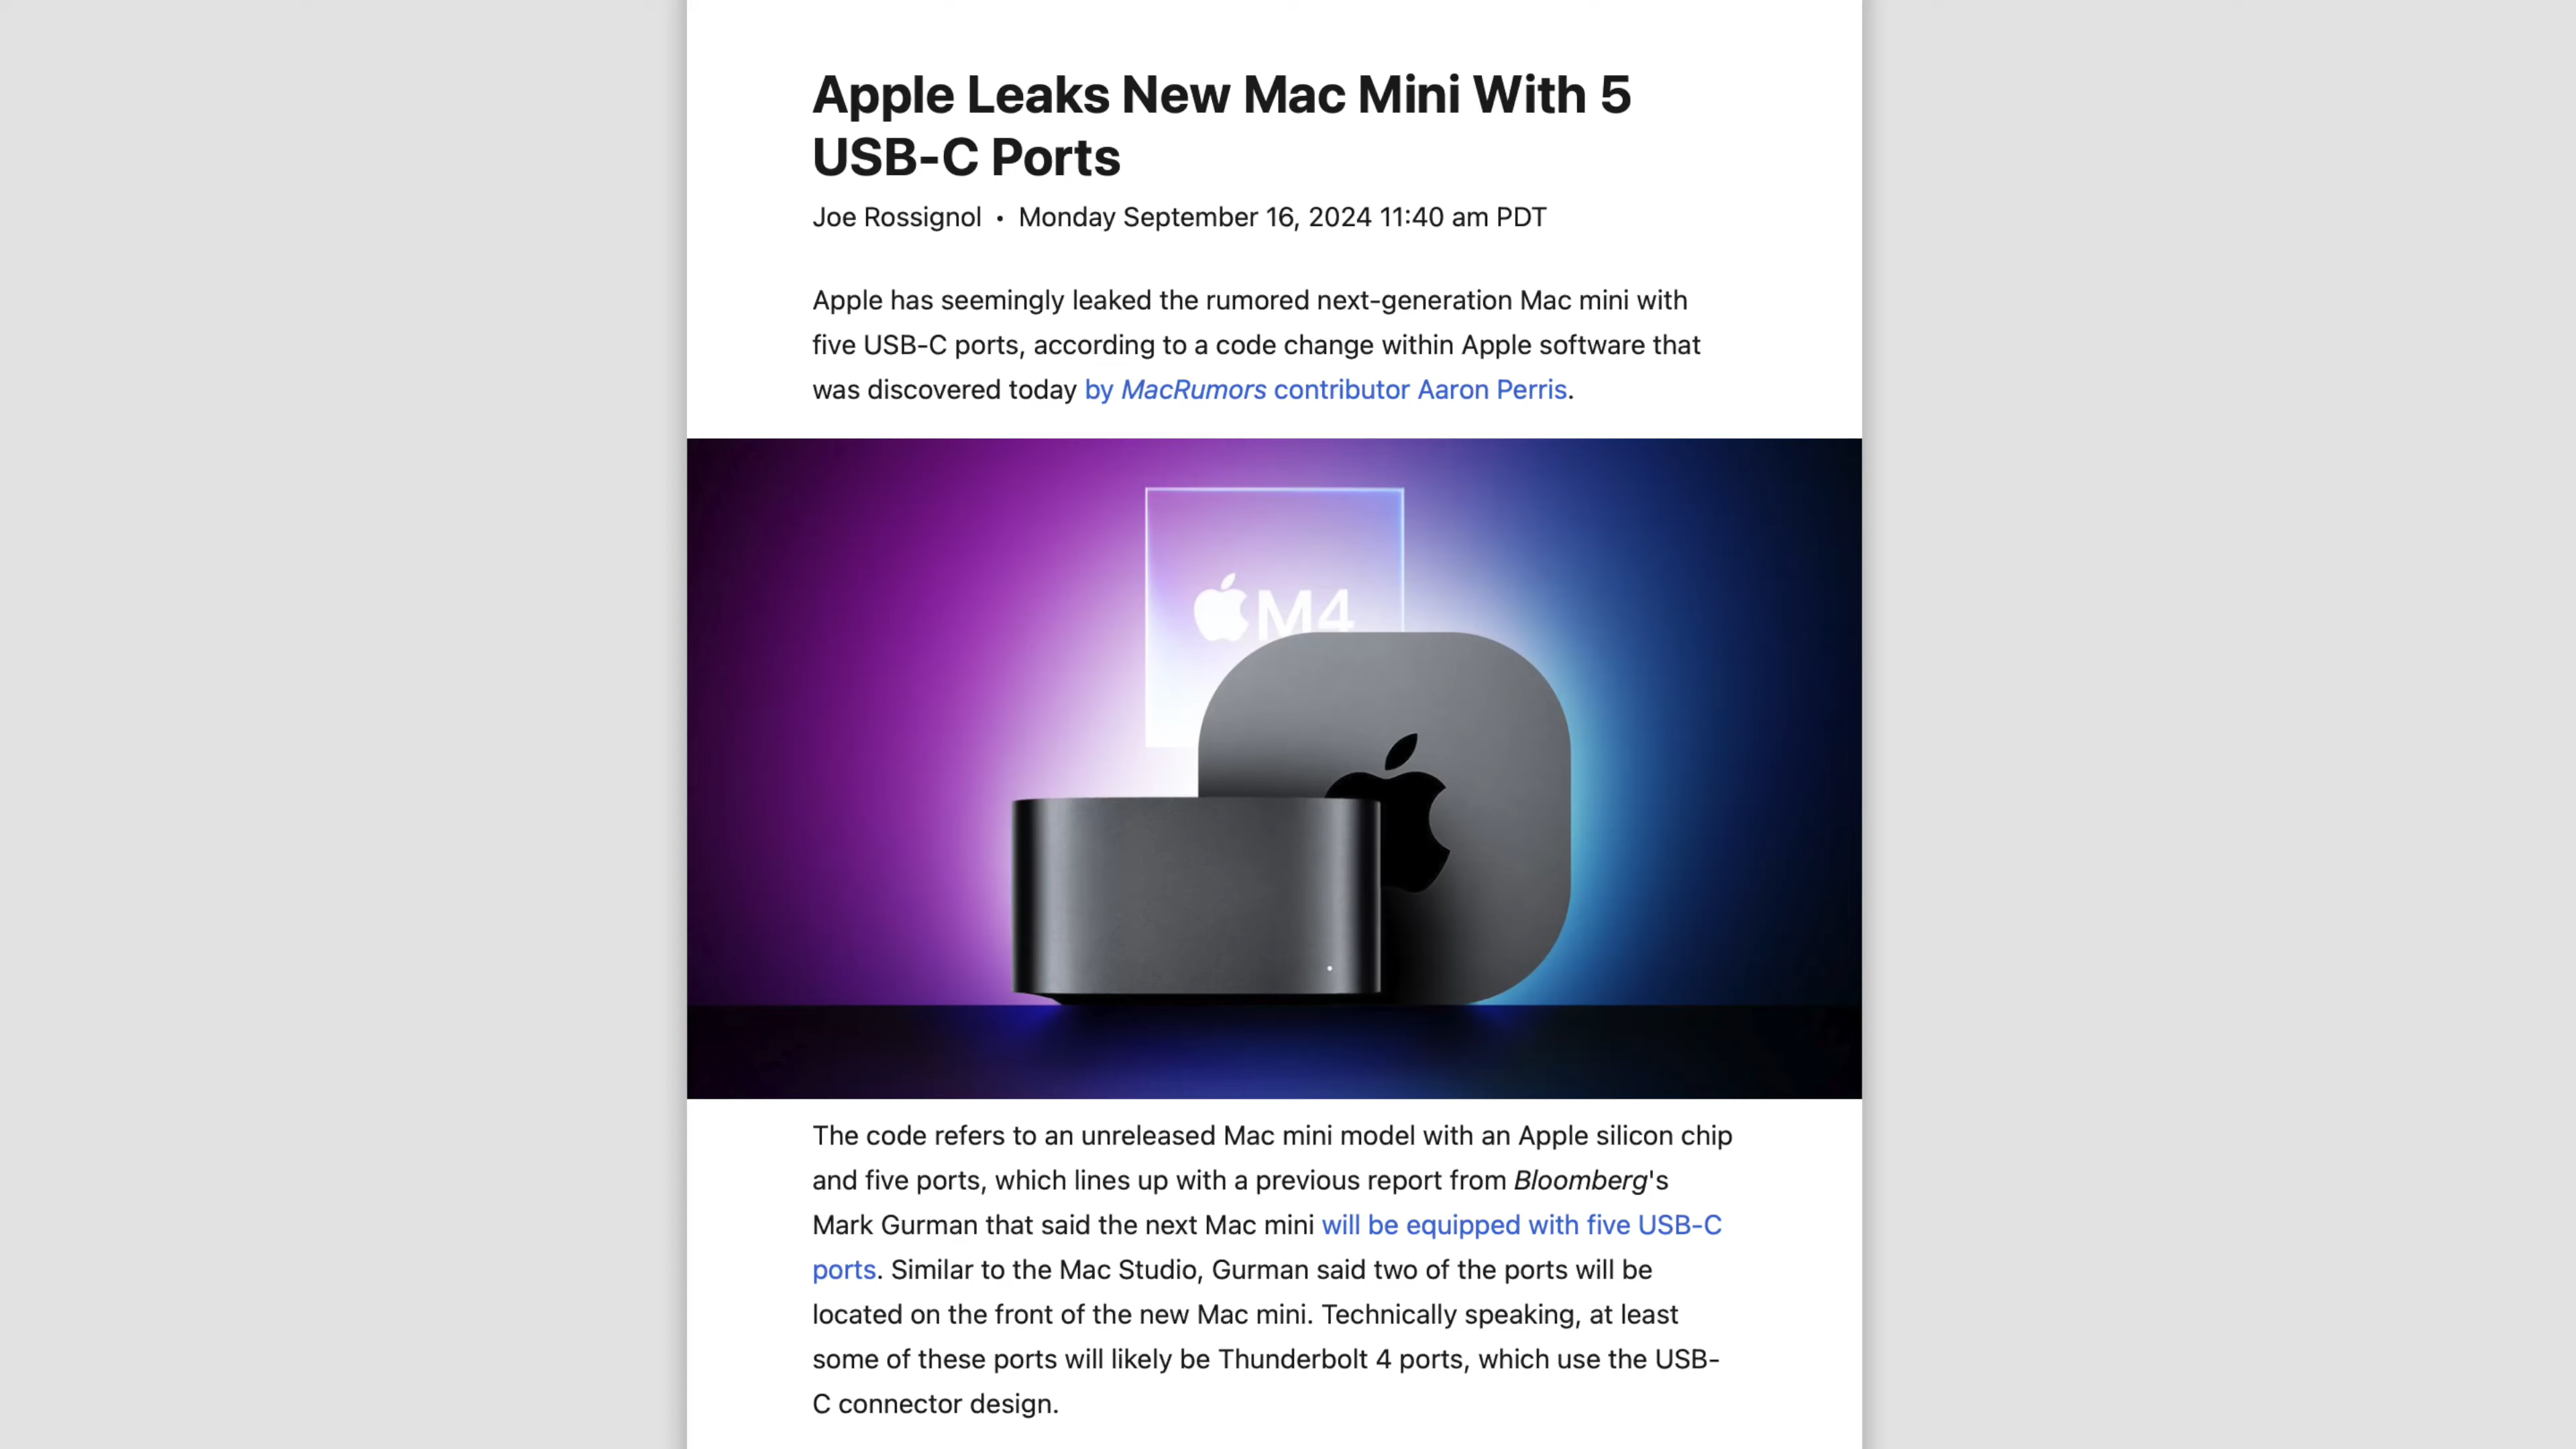 Apple Leaks New Mac Mini With 5
USB-C Ports
Joe Rossignol • Monday September 16, 2024 11:40 am PDT
Apple has seemingly leaked the rumored next-generation Mac mini with
five USB-C ports, according to a code change within Apple software that
was discovered today by MacRumors contributor Aaron Perris.
M4
The code refers to an unreleased Mac mini model with an Apple silicon chip
and five ports, which lines up with a previous report from Bloomberg's
Mark Gurman that said the next Mac mini will be equipped with five USB-C
ports. Similar to the Mac Studio, Gurman said two of the ports will be
located on the front of the new Mac mini. Technically speaking, at least
some of these ports will likely be Thunderbolt 4 ports, which use the USB-
C connector design.